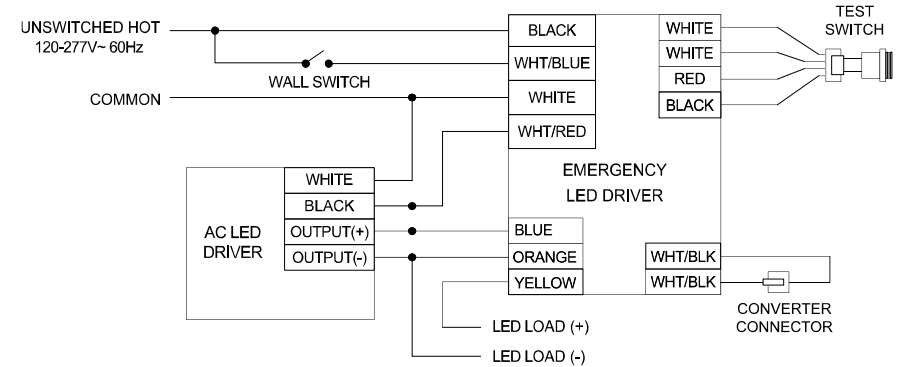 UNSWITCHED HOT
120-277V~ 60Hz
WALL SWITCH
COMMON
BLACK
WHT/BLUE
WHITE
WHT/RED
WHITE
WHITE
RED
BLACK
TEST
SWITCH
EMERGENCY
LED DRIVER
AC LED
DRIVER
WHITE
BLACK
OUTPUT(+)
OUTPUT(-)
BLUE
ORANGE
YELLOW
WHT/BLK
WHT/BLK
CONVERTER
CONNECTOR
LED LOAD (+)
LED LOAD (-)